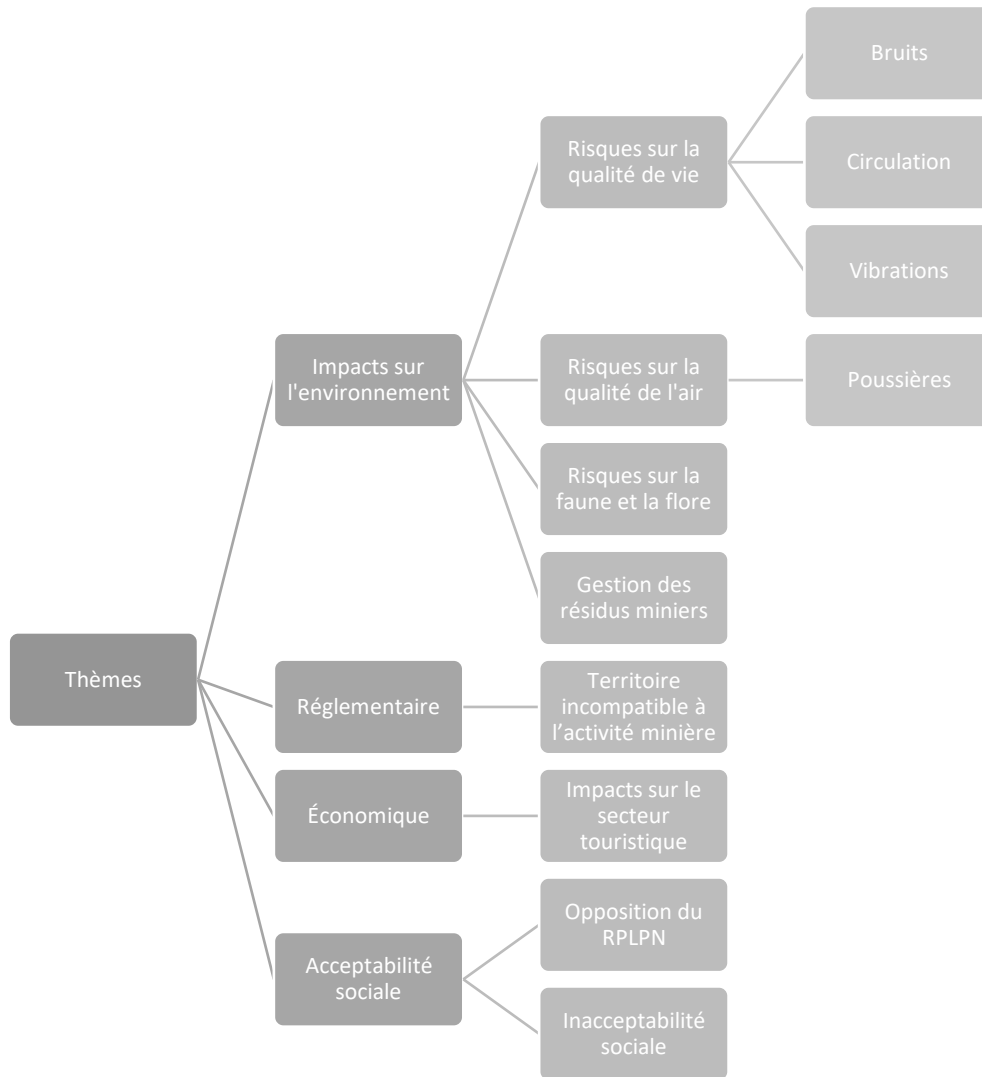 Bruits
Risques sur la
qualité de vie
Circulation
Vibrations
Impacts sur
l'environnement
Risques sur la
qualité de l'air
Poussières
Risques sur la
faune et la flore
Gestion des
résidus miniers
Thèmes
Réglementaire
Territoire
incompatible à
l’activité minière
Économique
Impacts sur le
secteur
touristique
Opposition du
RPLPN
Acceptabilité
sociale
Inacceptabilité
sociale